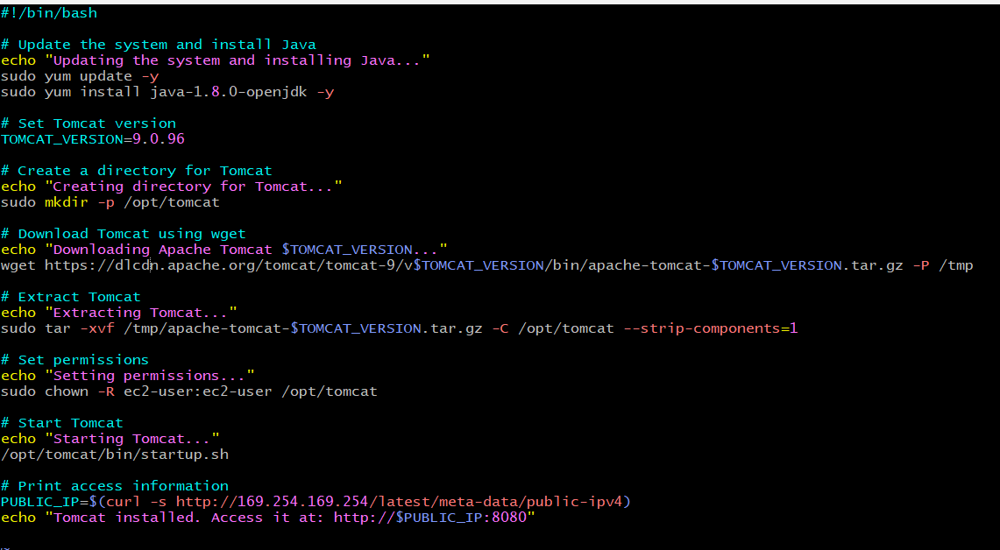 #!/bin/bash
# Update the system and install Java
echo "Updating the system and installing Java..."
sudo yum update -y
sudo yum install java-1.8.0-openjdk -y
# Set Tomcat version
TOMCAT_VERSION=9.0.96
# Create a directory for Tomcat
echo "Creating directory for Tomcat..."
sudo mkdir -p /opt/tomcat
# Download Tomcat using wget
echo "Downloading Apache Tomcat $TOMCAT_VERSION..."
wget https://dlcdn.apache.org/tomcat/tomcat-9/v$TOMCAT_VERSION/bin/apache-tomcat-$TOMCAT_VERSION.tar.gz -P /tmp
# Extract Tomcat
echo "Extracting Tomcat..."
sudo tar -xvf /tmp/apache-tomcat-$TOMCAT_VERSION.tar.gz -C /opt/tomcat --strip-components=1
# Set permissions
echo "Setting permissions..."
sudo chown -R ec2-user:ec2-user /opt/tomcat
# Start Tomcat
echo "Starting Tomcat..."
/opt/tomcat/bin/startup.sh
# Print access information
PUBLIC_IP=$(curl -s http://169.254.169.254/latest/meta-data/public-ipv4)
echo "Tomcat installed. Access it at: http://$PUBLIC_IP:8080"
~